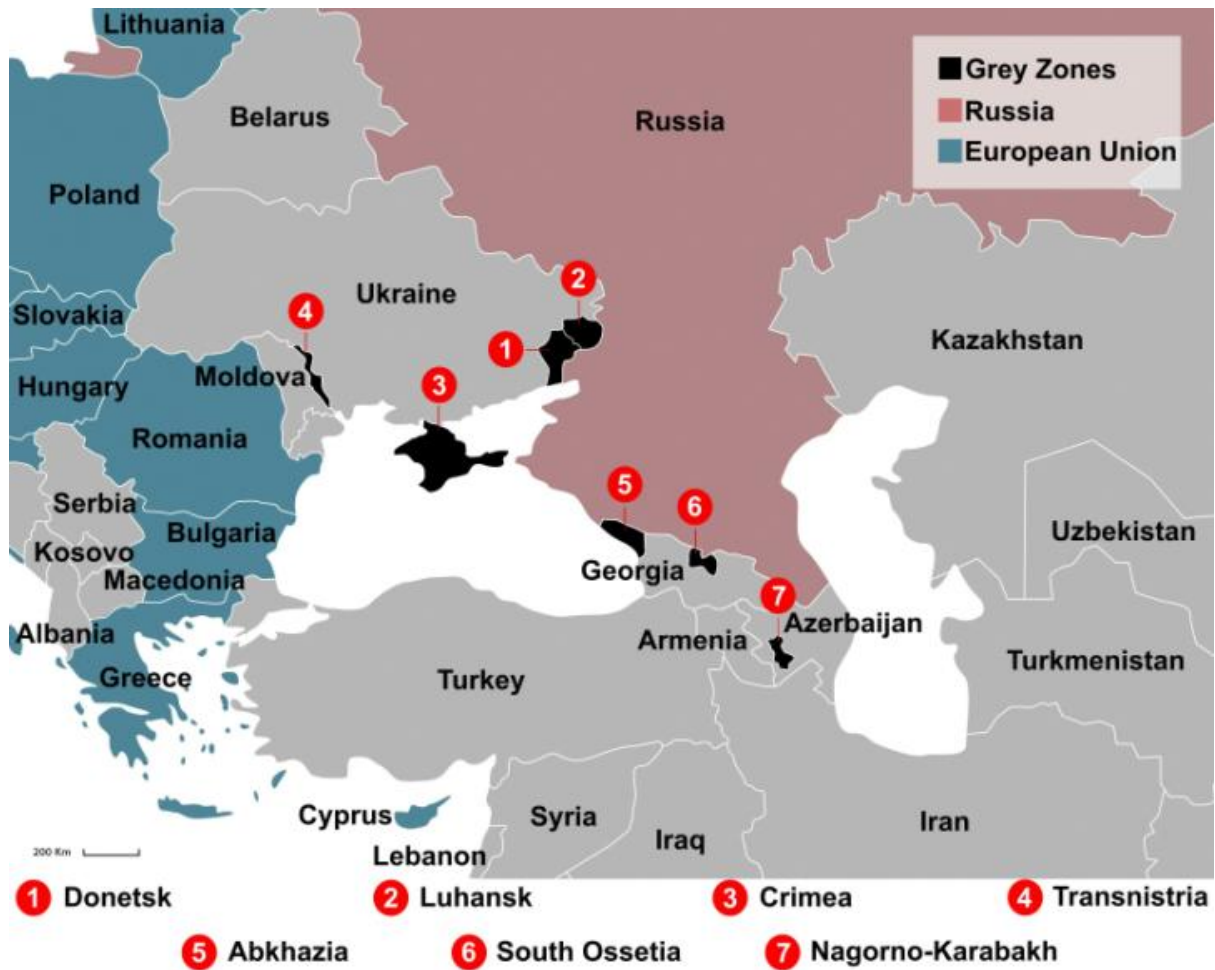 Lithuania
Grey Zones
Belarus
Russia
Russia
European Union
Poland
2
Ukraine
4
Slovakia
1
Kazakhstan
Hungary
Moldova
3
Romania
5
6
Serbia
Bulgaria
Uzbekistan
Kosovo
Georgia
Macedonia
7
Albania
Armenia
Azerbaijan
Turkmenistan
Greece
Turkey
Cyprus
Syria
Iran
Iraq
200 Km
Lebanon
1 Donetsk
2 Luhansk
3 Crimea
4 Transnistria
5 Abkhazia
6 South Ossetia
7 Nagorno-Karabakh